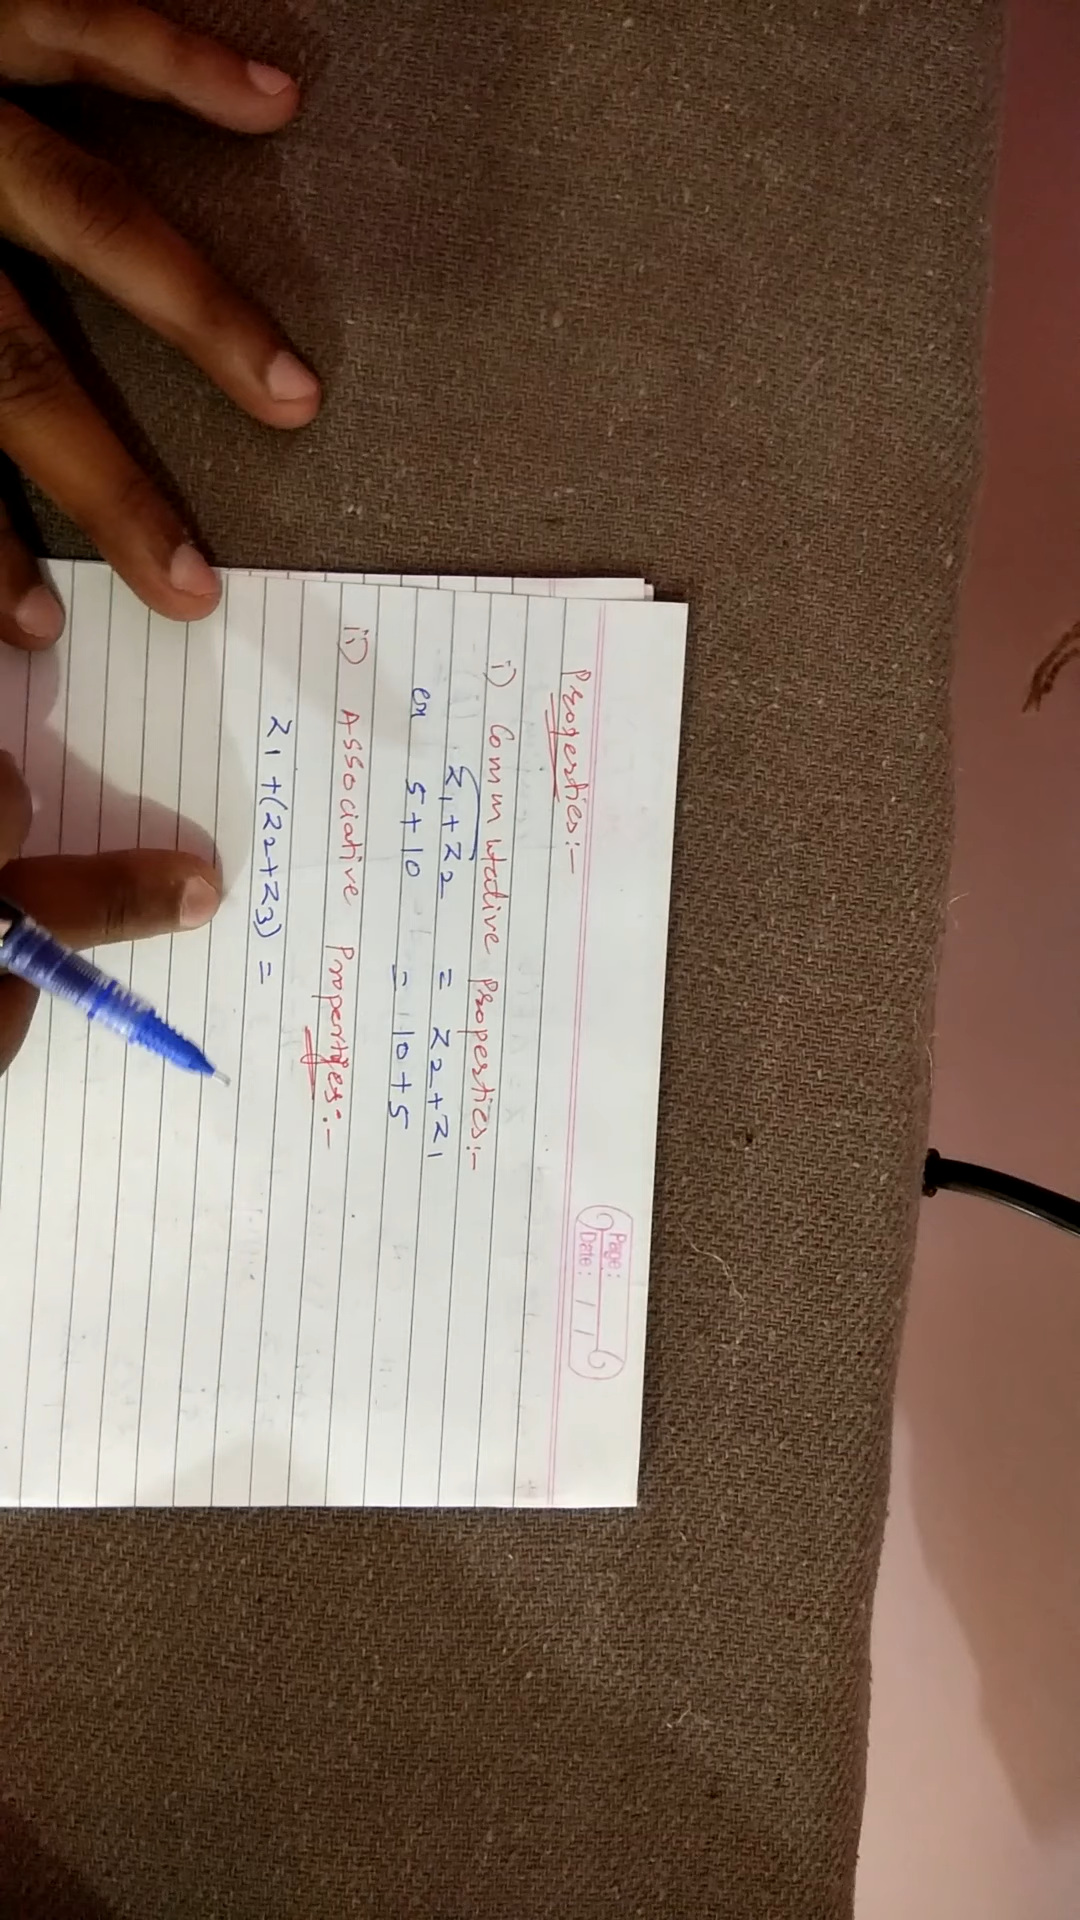 Page:
Date: / /
Properties:-
i) Commutative Properties:-
z1+z2 = z2+z1
ex 5+10 = 10+5
ii) Associative Properties:-
z1+(z2+z3) =